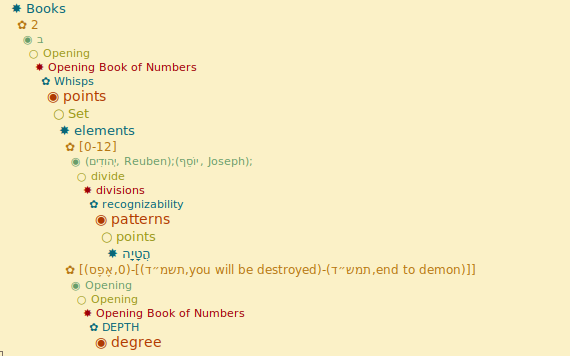 Books
2
ב
Opening
Opening Book of Numbers
Whisps
points
Set
elements
[0-12]
(יְהוּדִים, Reuben);(יוֹסֵף, Joseph);
divide
divisions
recognizability
patterns
points
הֲטָיָה
[(אֶפֶס,0)-[(תשמ״ד,you will be destroyed)-(תמש״ד,end to demon)]]
Opening
Opening
Opening Book of Numbers
DEPTH
degree